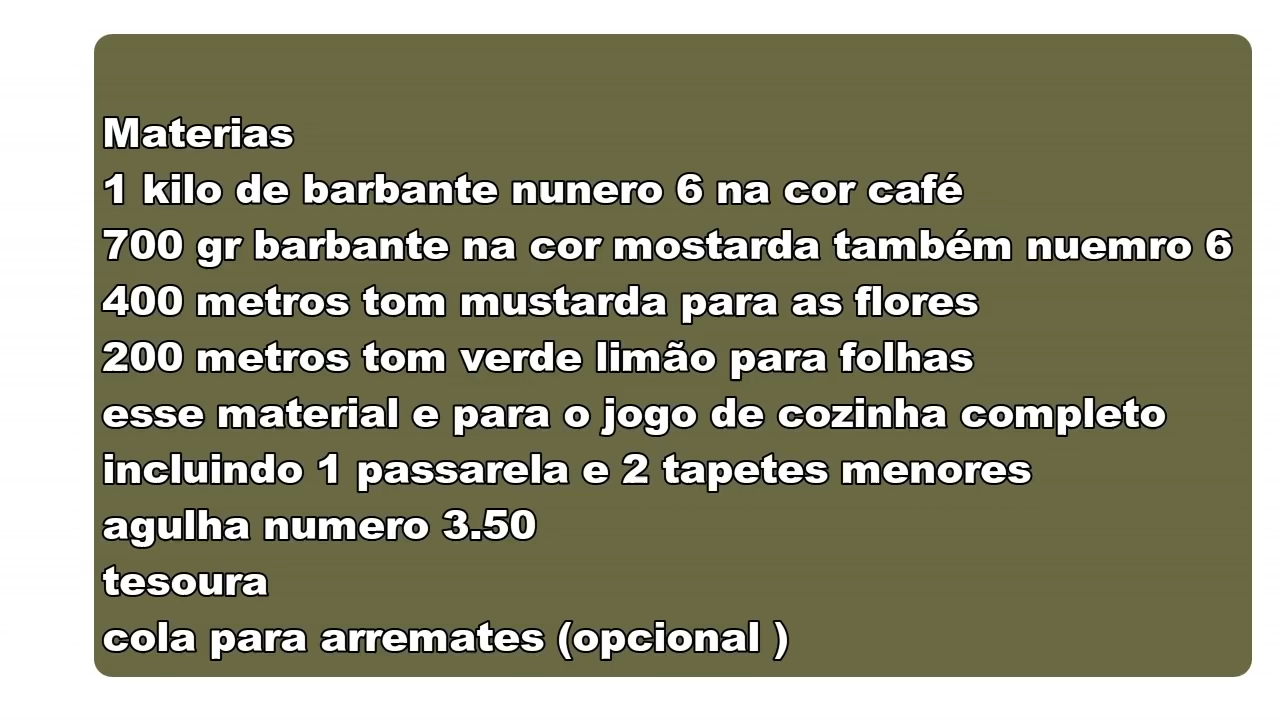 Materias
1 kilo de barbante nunero 6 na cor café
700 gr barbante na cor mostarda também nuemro 6
400 metros tom mustarda para as flores
200 metros tom verde limão para folhas
esse material e para o jogo de cozinha completo
incluindo 1 passarela e 2 tapetes menores
agulha numero 3.50
tesoura
cola para arremates (opcional )